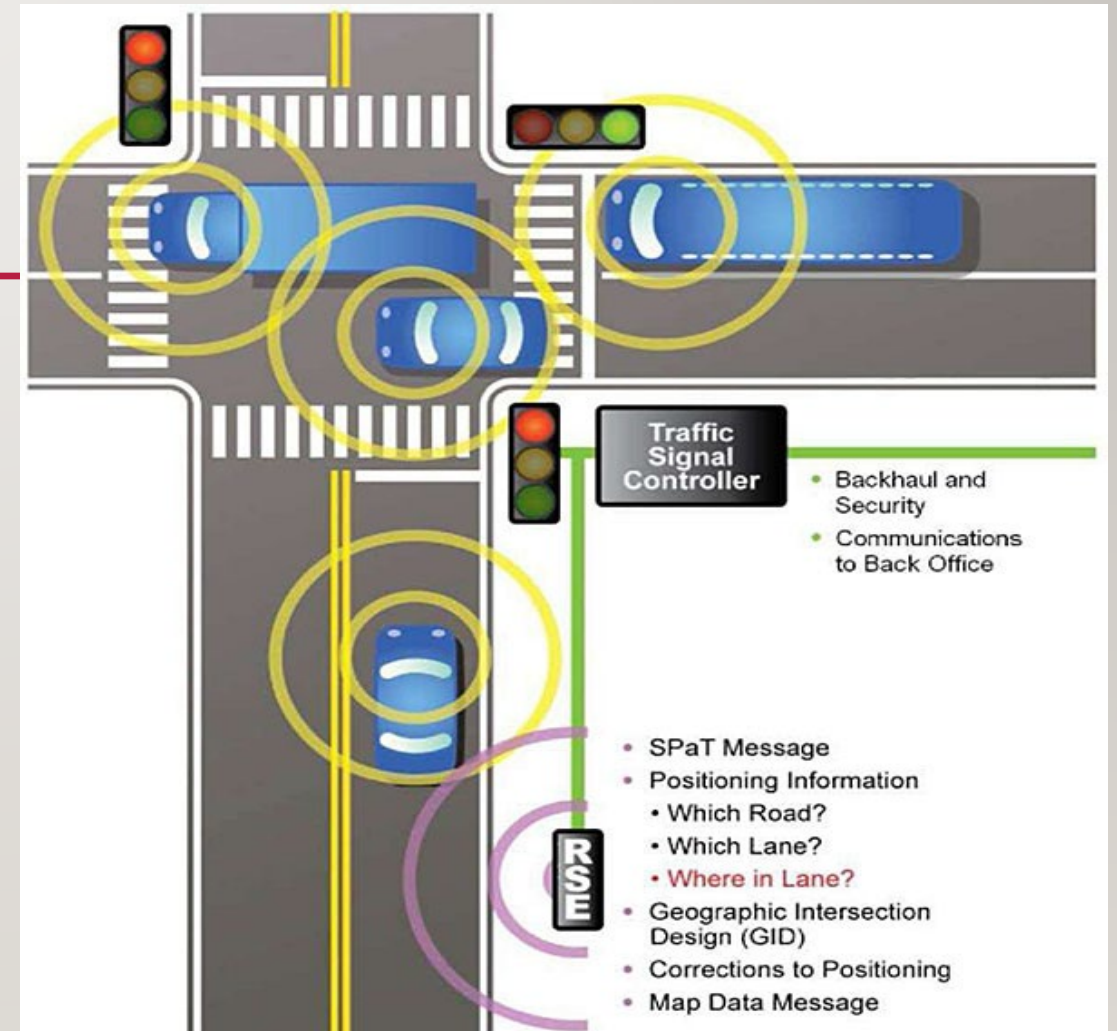 Traffic
Signal
Controller
• Backhaul and
Security
• Communications
to Back Office
RSE
• SPaT Message
• Positioning Information
• Which Road?
• Which Lane?
• Where in Lane?
• Geographic Intersection
Design (GID)
• Corrections to Positioning
• Map Data Message